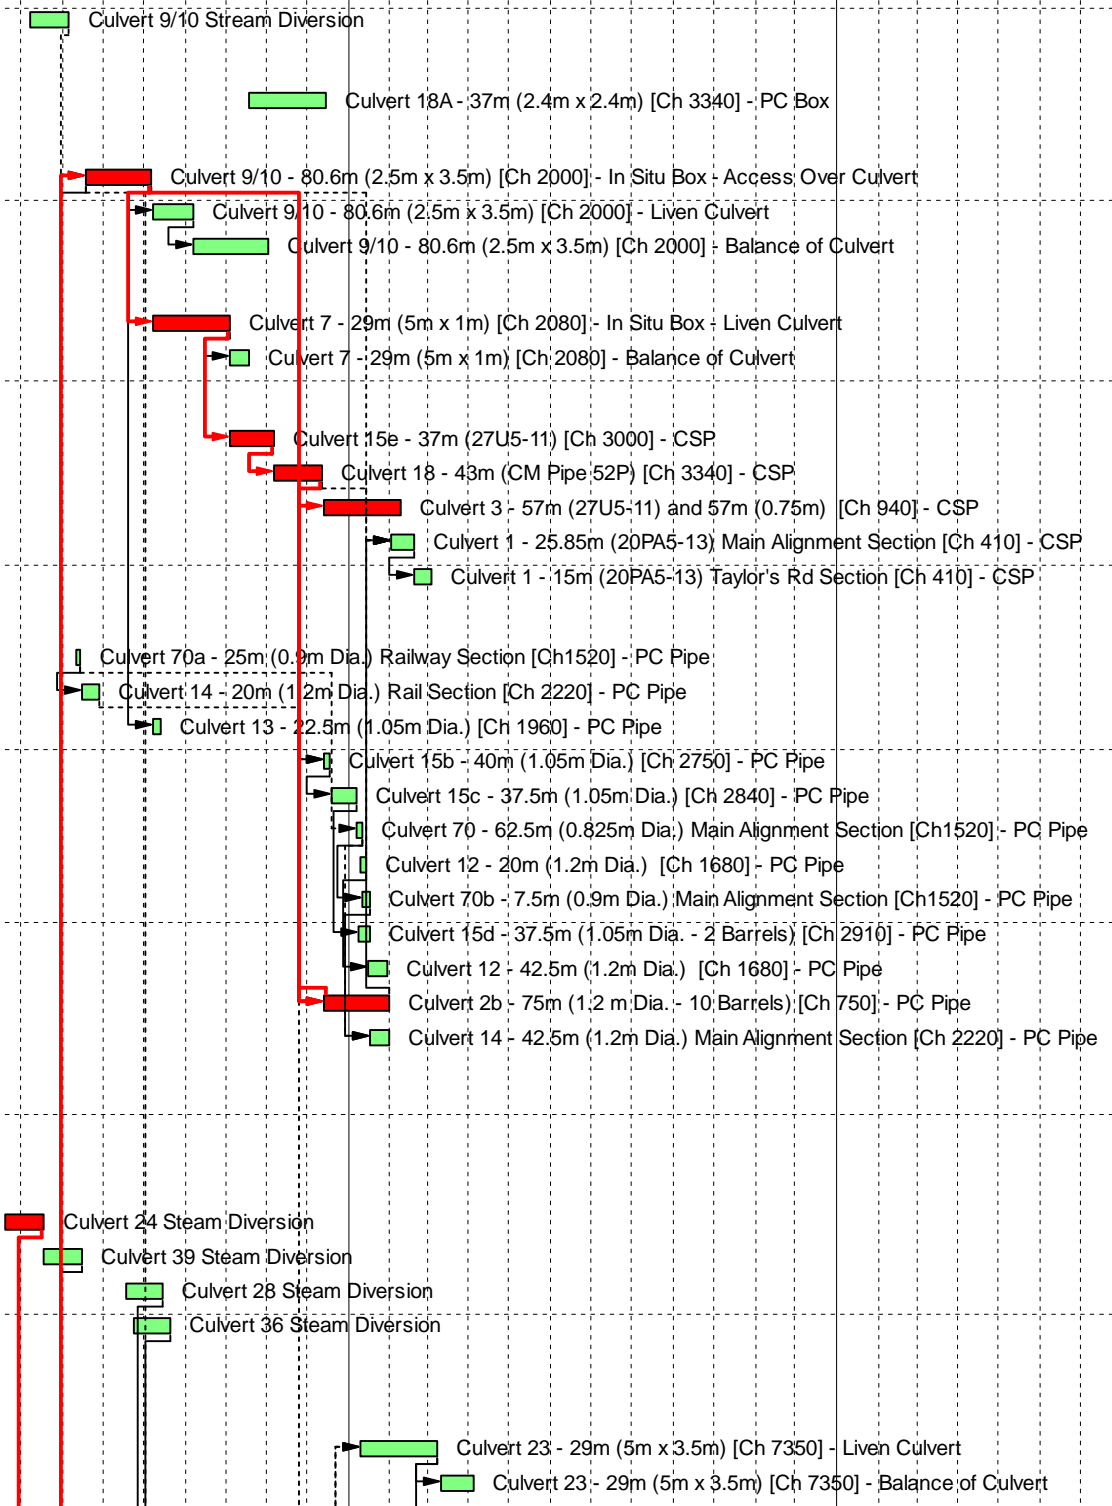 Culvert 9/10 Stream Diversion
Culvert 18A - 37m (2.4m x 2.4m) [Ch 3340] - PC Box
Culvert 9/10 - 80.6m (2.5m x 3.5m) [Ch 2000] - In Situ Box - Access Over Culvert
Culvert 9/10 - 80.6m (2.5m x 3.5m) [Ch 2000] - Liven Culvert
Culvert 9/10 - 80.6m (2.5m x 3.5m) [Ch 2000] - Balance of Culvert
Culvert 7 - 29m (5m x 1m) [Ch 2080] - In Situ Box - Liven Culvert
Culvert 7 - 29m (5m x 1m) [Ch 2080] - Balance of Culvert
Culvert 15e - 37m (27U5-11) [Ch 3000] - CSP
Culvert 18 - 43m (CM Pipe 52P) [Ch 3340] - CSP
Culvert 3 - 57m (27U5-11) and 57m (0.75m) [Ch 940] - CSP
Culvert 1 - 25.85m (20PA5-13) Main Alignment Section [Ch 410] - CSP
Culvert 1 - 15m (20PA5-13) Taylor's Rd Section [Ch 410] - CSP
Culvert 70a - 25m (0.9m Dia.) Railway Section [Ch1520] - PC Pipe
Culvert 14 - 20m (1.2m Dia.) Rail Section [Ch 2220] - PC Pipe
Culvert 13 - 22.5m (1.05m Dia.) [Ch 1960] - PC Pipe
Culvert 15b - 40m (1.05m Dia.) [Ch 2750] - PC Pipe
Culvert 15c - 37.5m (1.05m Dia.) [Ch 2840] - PC Pipe
Culvert 70 - 62.5m (0.825m Dia.) Main Alignment Section [Ch1520] - PC Pipe
Culvert 12 - 20m (1.2m Dia.) [Ch 1680] - PC Pipe
Culvert 70b - 7.5m (0.9m Dia.) Main Alignment Section [Ch1520] - PC Pipe
Culvert 15d - 37.5m (1.05m Dia. - 2 Barrels) [Ch 2910] - PC Pipe
Culvert 12 - 42.5m (1.2m Dia.) [Ch 1680] - PC Pipe
Culvert 2b - 75m (1.2 m Dia. - 10 Barrels) [Ch 750] - PC Pipe
Culvert 14 - 42.5m (1.2m Dia.) Main Alignment Section [Ch 2220] - PC Pipe
Culvert 24 Steam Diversion
Culvert 39 Steam Diversion
Culvert 28 Steam Diversion
Culvert 36 Steam Diversion
Culvert 23 - 29m (5m x 3.5m) [Ch 7350] - Liven Culvert
Culvert 23 - 29m (5m x 3.5m) [Ch 7350] - Balance of Culvert